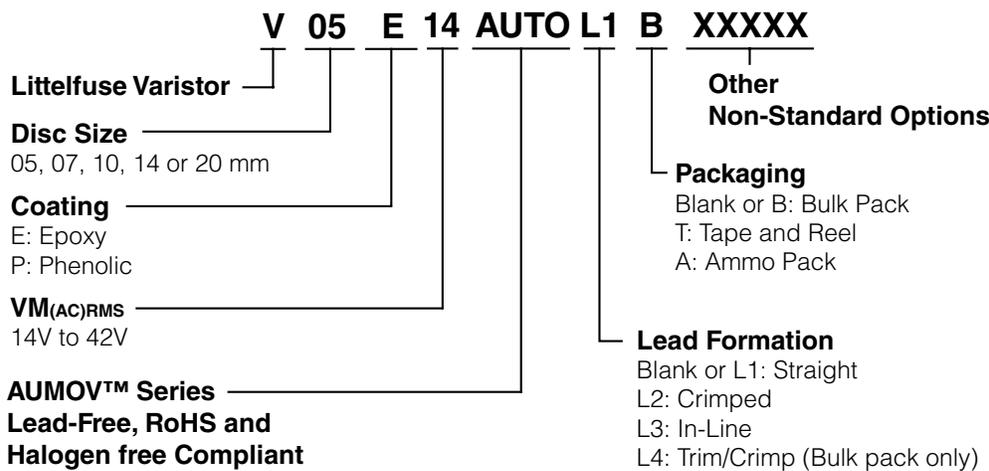 V 05 E 14 AUTO L1 B XXXXX
Littelfuse Varistor
Disc Size
05, 07, 10, 14 or 20 mm
Coating
E: Epoxy
P: Phenolic
VM(AC)RMS
14V to 42V
AUMOV™ Series
Lead-Free, RoHS and
Halogen free Compliant
Other
Non-Standard Options
Packaging
Blank or B: Bulk Pack
T: Tape and Reel
A: Ammo Pack
Lead Formation
Blank or L1: Straight
L2: Crimped
L3: In-Line
L4: Trim/Crimp (Bulk pack only)